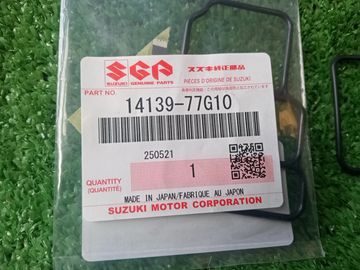 SGP
SUZUKI
GENUINE PARTS
スズキ純正部品
PIÈCES D'ORIGINE DE SUZUKI
PART NO.
14139-77G10
250521
QUANTITY
(QUANTITÉ)
1
MADE IN JAPAN/FABRIQUE AU JAPON
SUZUKI MOTOR CORPORATION